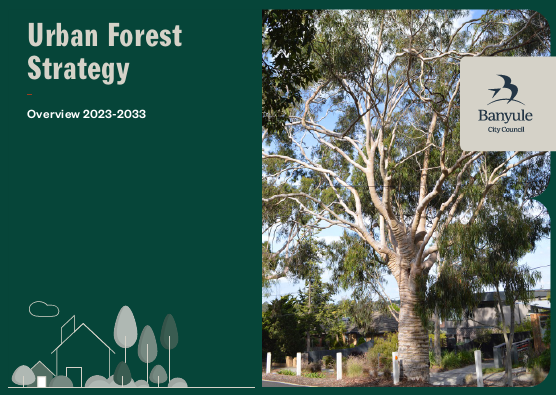 Urban Forest
Strategy
Overview 2023-2033
Banyule
City Council